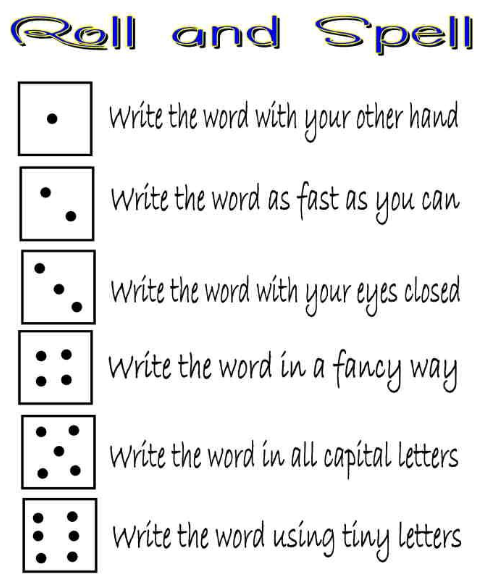 Roll and Spell
Write the word with your other hand
Write the word as fast as you can
Write the word with your eyes closed
Write the word in a fancy way
Write the word in all capital letters
Write the word using tiny letters